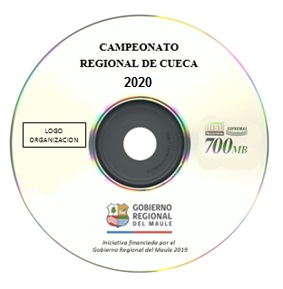 CAMPEONATO
REGIONAL DE CUECA
2020
LOGO
ORGANIZACION
700MB
GOBIERNO
REGIONAL
DEL MAULE
Iniciativa financiada por el
Gobierno Regional del Maule 2019